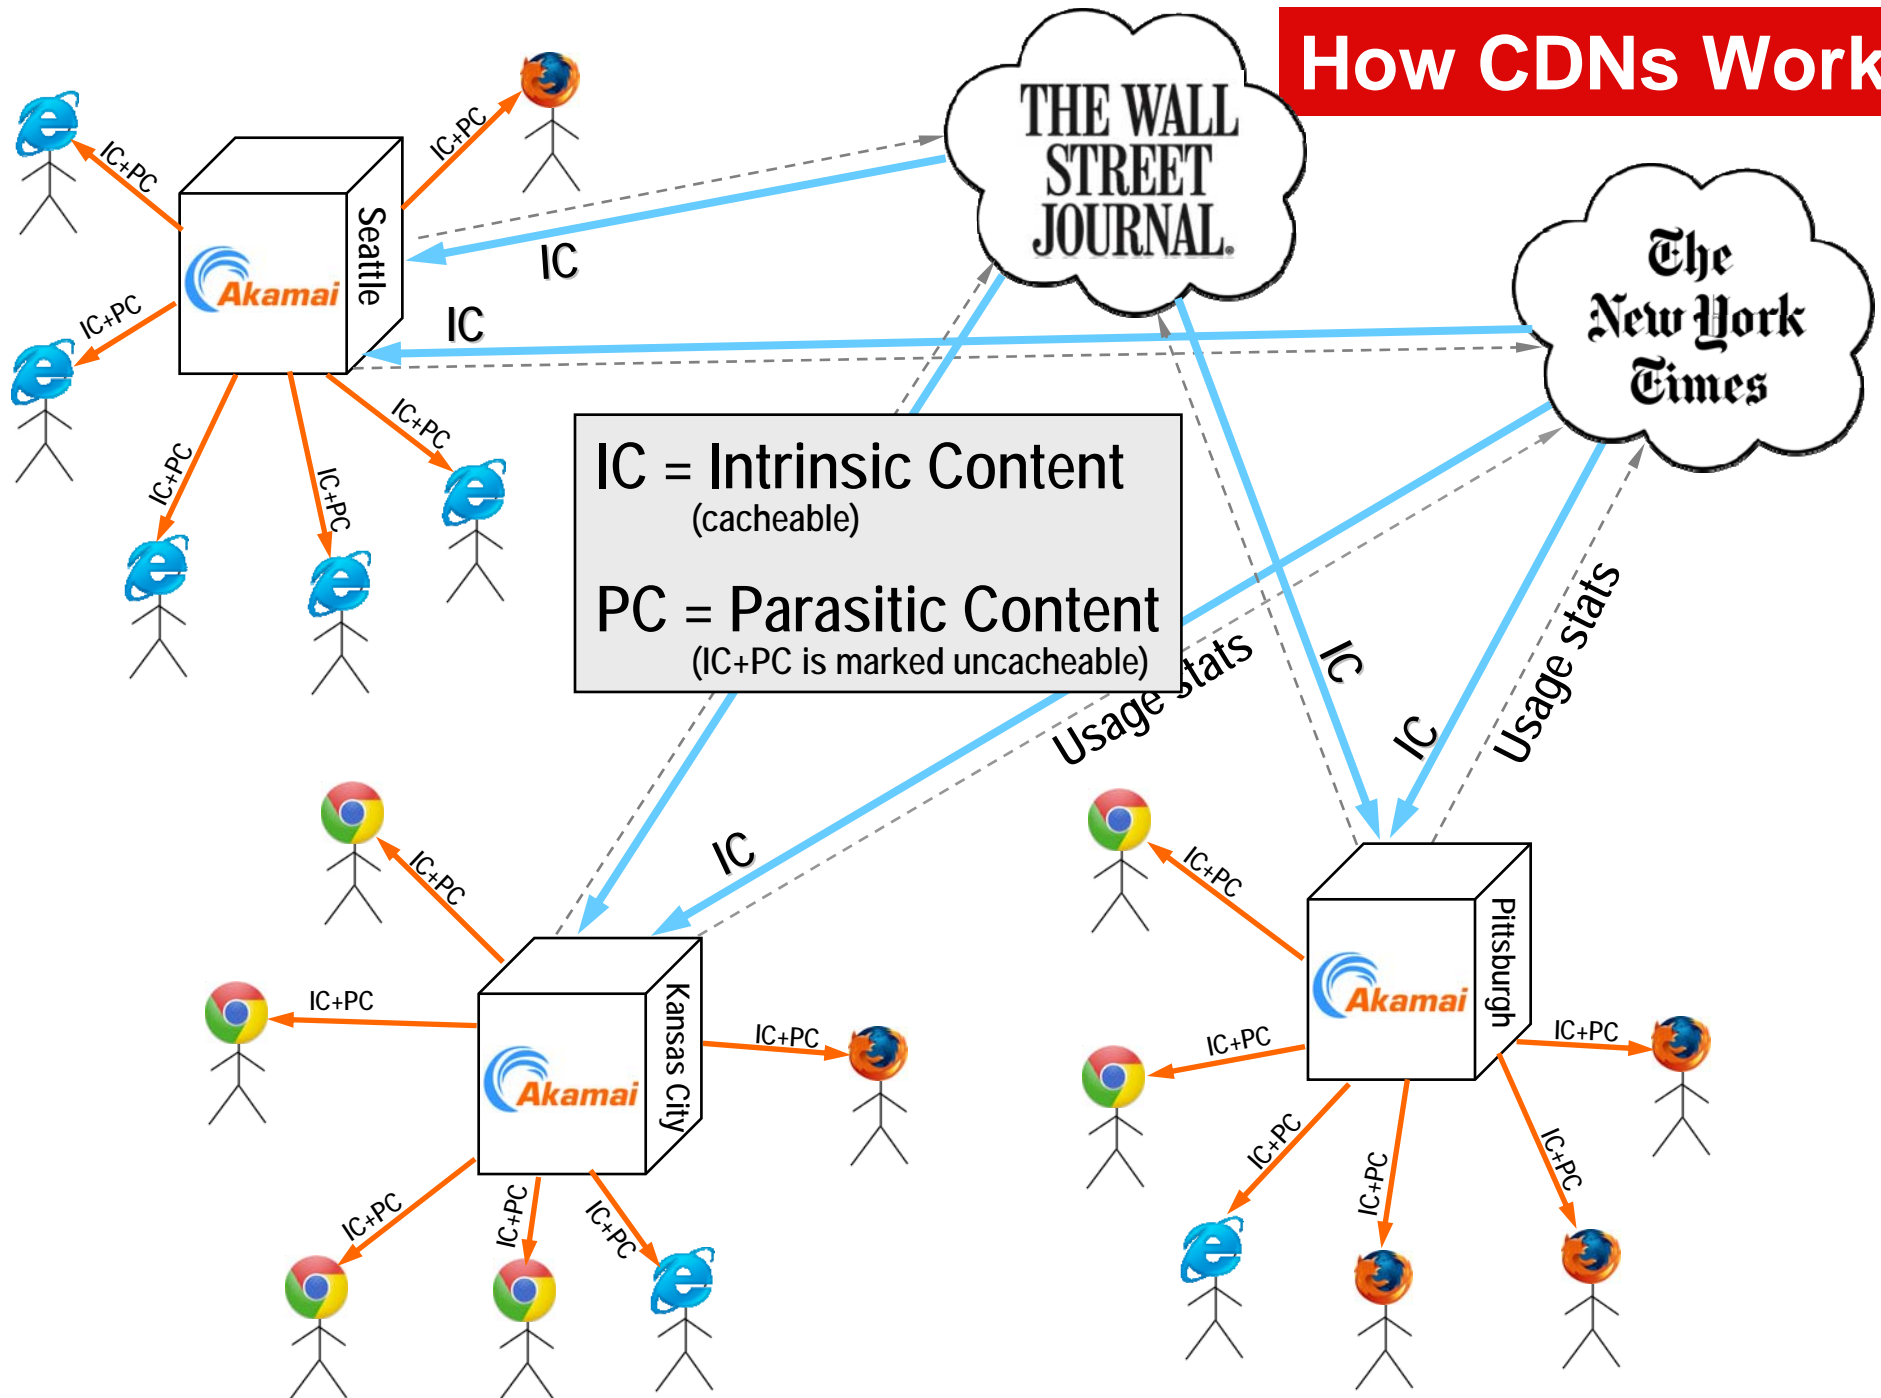 How CDNs Work
THE WALL
STREET
JOURNAL.
The
New York
Times
IC+PC
IC+PC
Seattle
Akamai
IC
IC+PC
IC
IC+PC
IC+PC
IC+PC
IC = Intrinsic Content
(cacheable)
PC = Parasitic Content
(IC+PC is marked uncacheable)
Usage stats
IC
IC
Usage stats
IC
IC+PC
IC+PC
Kansas City
Akamai
IC+PC
IC+PC
IC+PC
IC+PC
IC+PC
Pittsburgh
Akamai
IC+PC
IC+PC
IC+PC
IC+PC
IC+PC